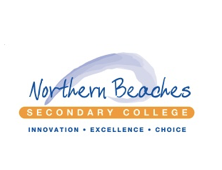 Northern Beaches
SECONDARY COLLEGE
INNOVATION • EXCELLENCE • CHOICE